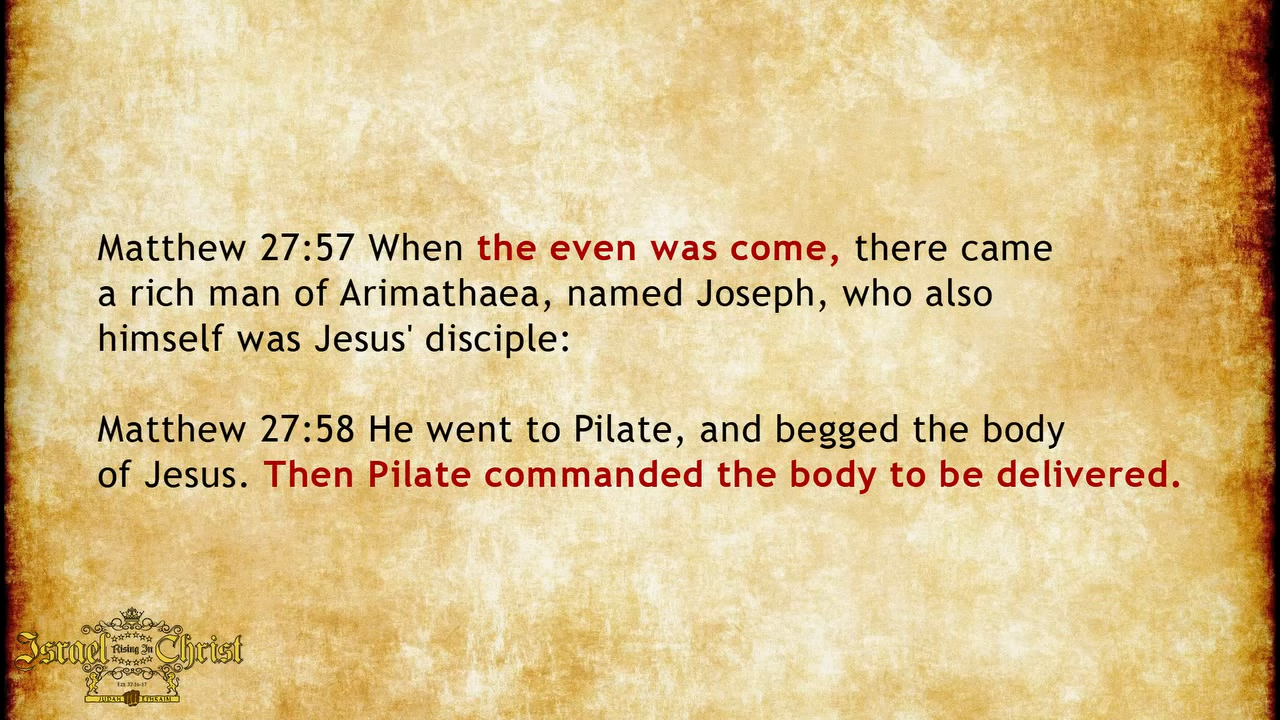 Matthew 27:57 When the even was come, there came
a rich man of Arimathaea, named Joseph, who also
himself was Jesus' disciple:
Matthew 27:58 He went to Pilate, and begged the body
of Jesus. Then Pilate commanded the body to be delivered.
Israel Rising In Christ
JUDAH EPHRAIM